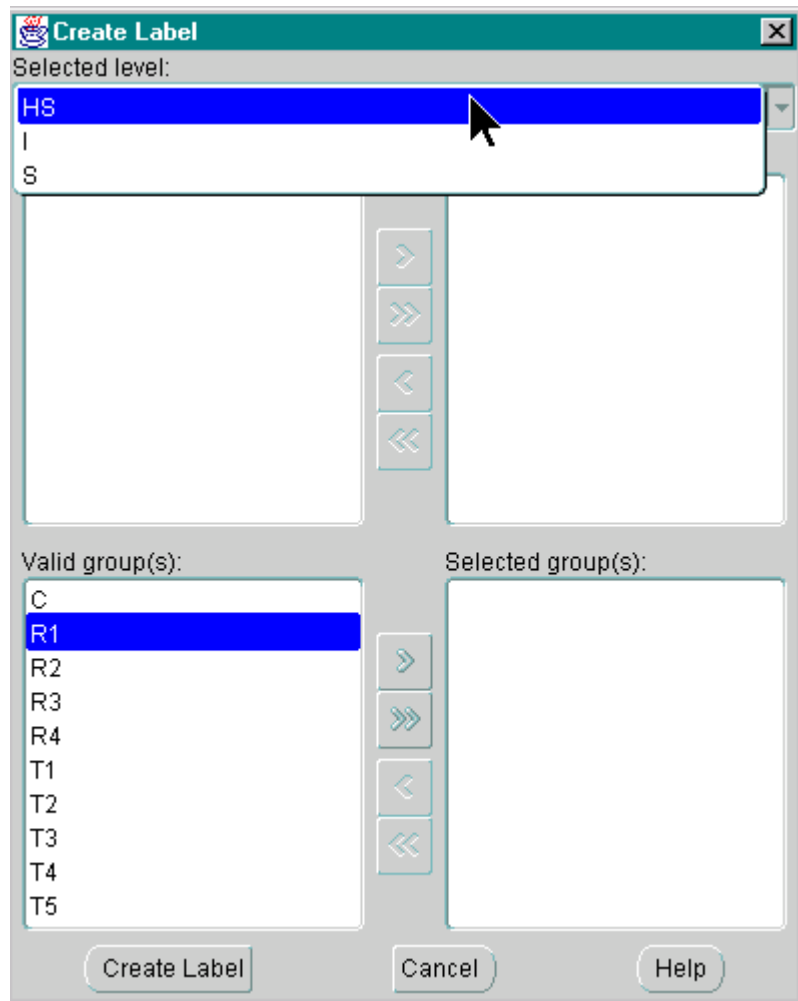 Create Label
Selected level:
HS
I
S
Valid group(s):
Selected group(s):
C
R1
R2
R3
R4
T1
T2
T3
T4
T5
Create Label
Cancel
Help